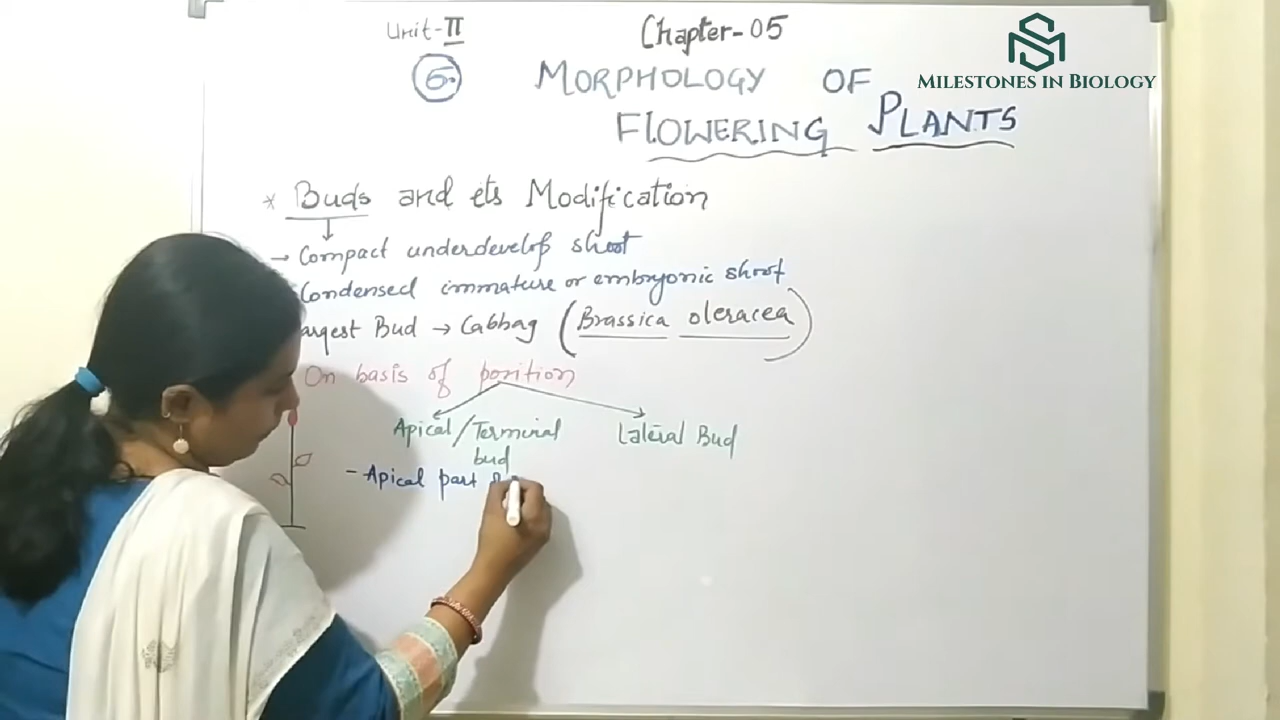 Unit-II
Chapter-05
6.
MORPHOLOGY OF
FLOWERING PLANTS
MILESTONES IN BIOLOGY
* Buds and its Modification
→ Compact underdevelop shoot
Condensed immature or embryonic shoot
argest Bud → Cabbag (Brassica oleracea)
On basis of position
Apical/Terminal bud
Lateral Bud
- Apical part